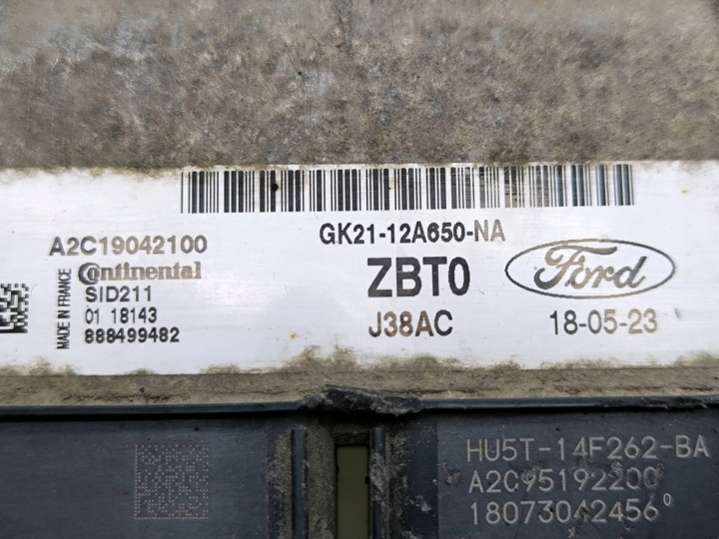 A2C19042100
Continental
MADE IN FRANCE
SID211
01 18143
888499482
GK21-12A650-NA
ZBT0
J38AC
Ford
18-05-23
HU5T-14F262-BA
A2C95192200
18073042456